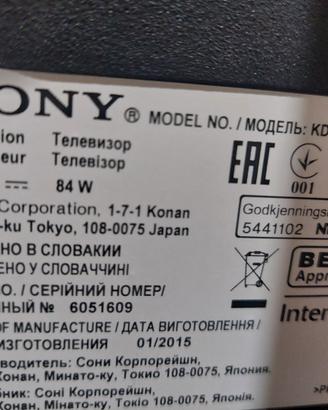 ONY® MODEL NO. / МОДЕЛЬ: KD
ion Телевизор
eur Телевізор
84 W
EAC
001
Corporation, 1-7-1 Konan
-ku Tokyo, 108-0075 Japan
Godkjennings
5441102
НО В СЛОВАКИИ
ЕНО У СЛОВАЧЧИНІ
O. / СЕРІЙНИЙ НОМЕР/
НЫЙ № 6051609
BE
Appr
OF MANUFACTURE / ДАТА ВИГОТОВЛЕННЯ /
ИЗГОТОВЛЕНИЯ 01/2015
Inter
водитель: Сони Корпорейшн,
Конан, Минато-ку, Токио 108-0075, Япония.
бник: Соні Корпорейшн,
Конан, Мінато-ку, Токіо 108-0075, Японія.